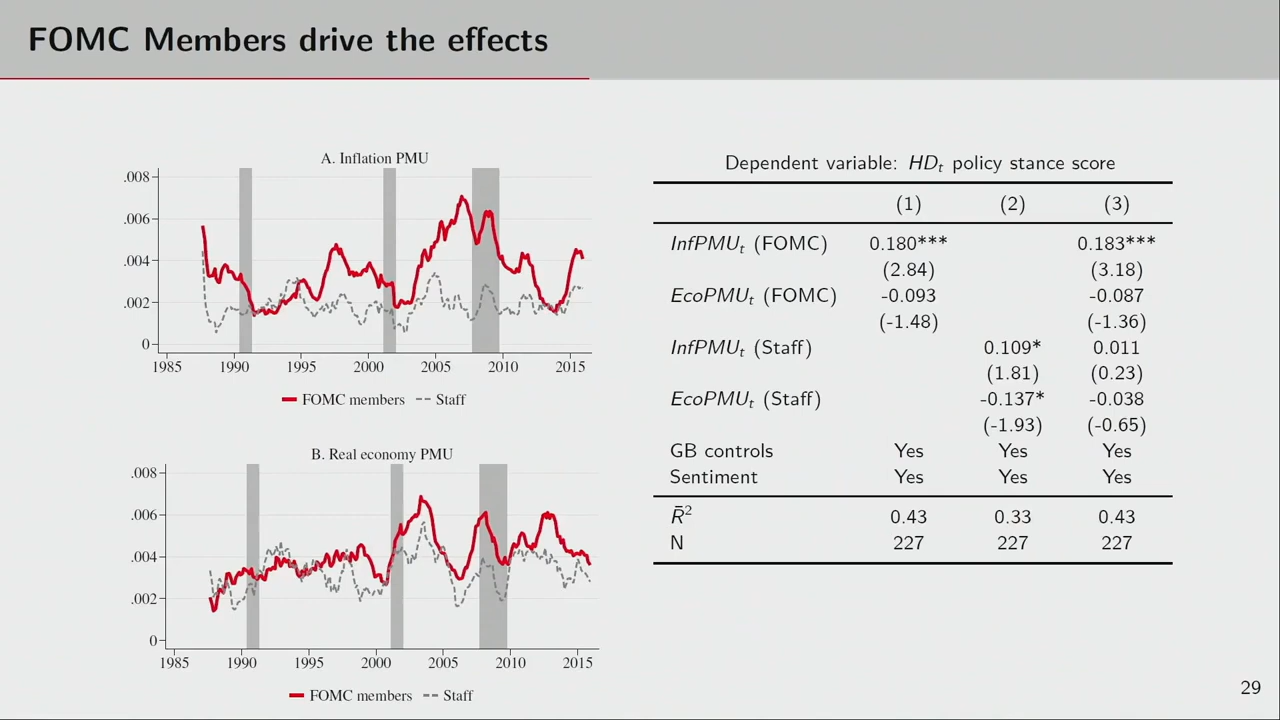 FOMC Members drive the effects
A. Inflation PMU
.008
.006
.004
.002
0
1985 1990 1995 2000 2005 2010 2015
FOMC members Staff
B. Real economy PMU
.008
.006
.004
.002
0
1985 1990 1995 2000 2005 2010 2015
FOMC members Staff
Dependent variable: HDₜ policy stance score
(1) (2) (3)
InfPMUₜ (FOMC) 0.180*** 0.183***
(2.84) (3.18)
EcoPMUₜ (FOMC) -0.093 -0.087
(-1.48) (-1.36)
InfPMUₜ (Staff) 0.109* 0.011
(1.81) (0.23)
EcoPMUₜ (Staff) -0.137* -0.038
(-1.93) (-0.65)
GB controls Yes Yes Yes
Sentiment Yes Yes Yes
R̄² 0.43 0.33 0.43
N 227 227 227
29